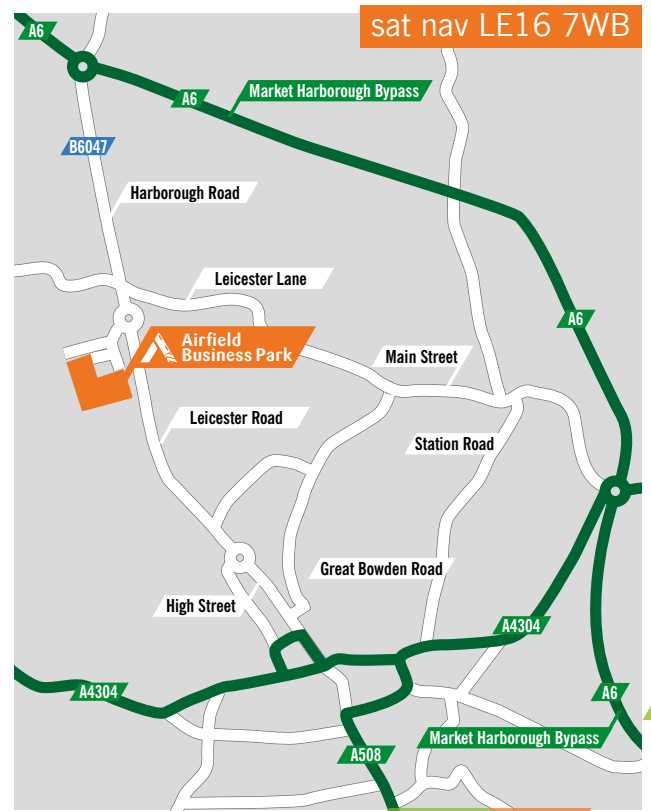 sat nav LE16 7WB
A6
Market Harborough Bypass
A6
B6047
Harborough Road
Leicester Lane
A6
Airfield
Business Park
Main Street
Leicester Road
Station Road
Great Bowden Road
High Street
A4304
A4304
A6
Market Harborough Bypass
A508